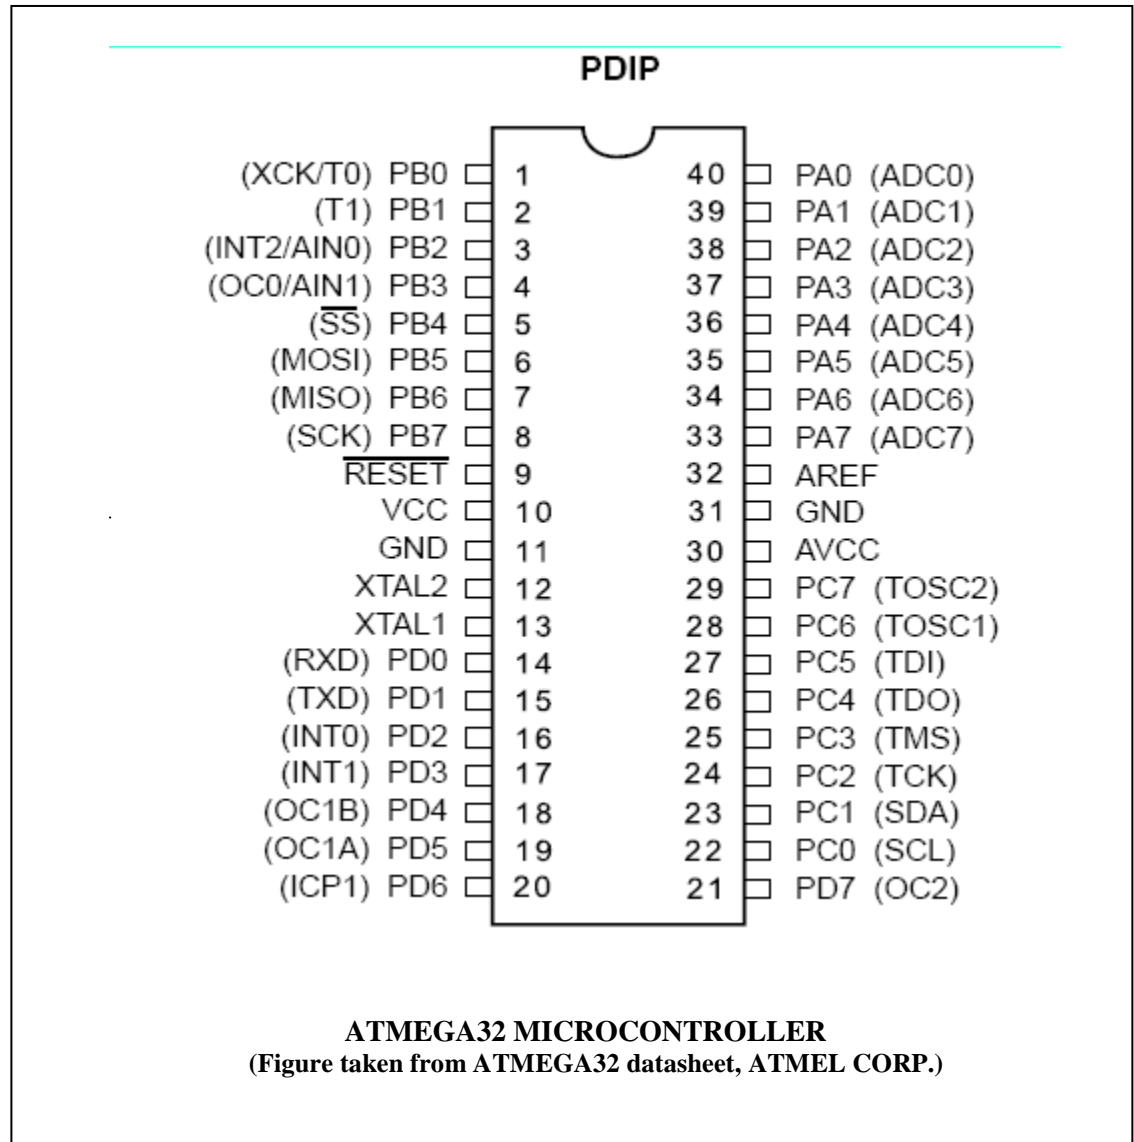 PDIP
(XCK/T0) PB0 1 40 PA0 (ADC0)
(T1) PB1 2 39 PA1 (ADC1)
(INT2/AIN0) PB2 3 38 PA2 (ADC2)
(OC0/AIN1) PB3 4 37 PA3 (ADC3)
(SS) PB4 5 36 PA4 (ADC4)
(MOSI) PB5 6 35 PA5 (ADC5)
(MISO) PB6 7 34 PA6 (ADC6)
(SCK) PB7 8 33 PA7 (ADC7)
RESET 9 32 AREF
VCC 10 31 GND
GND 11 30 AVCC
XTAL2 12 29 PC7 (TOSC2)
XTAL1 13 28 PC6 (TOSC1)
(RXD) PD0 14 27 PC5 (TDI)
(TXD) PD1 15 26 PC4 (TDO)
(INT0) PD2 16 25 PC3 (TMS)
(INT1) PD3 17 24 PC2 (TCK)
(OC1B) PD4 18 23 PC1 (SDA)
(OC1A) PD5 19 22 PC0 (SCL)
(ICP1) PD6 20 21 PD7 (OC2)
ATMEGA32 MICROCONTROLLER
(Figure taken from ATMEGA32 datasheet, ATMEL CORP.)